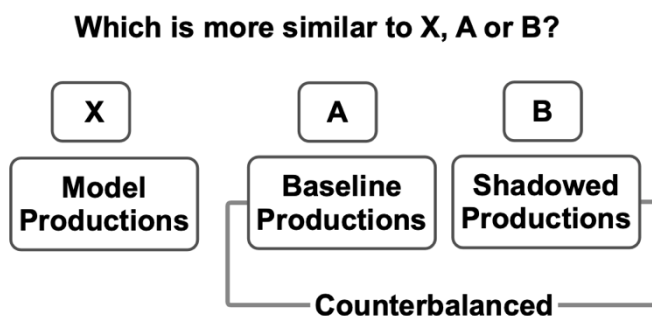 Which is more similar to X, A or B?
X
A
B
Model
Productions
Baseline
Productions
Shadowed
Productions
Counterbalanced